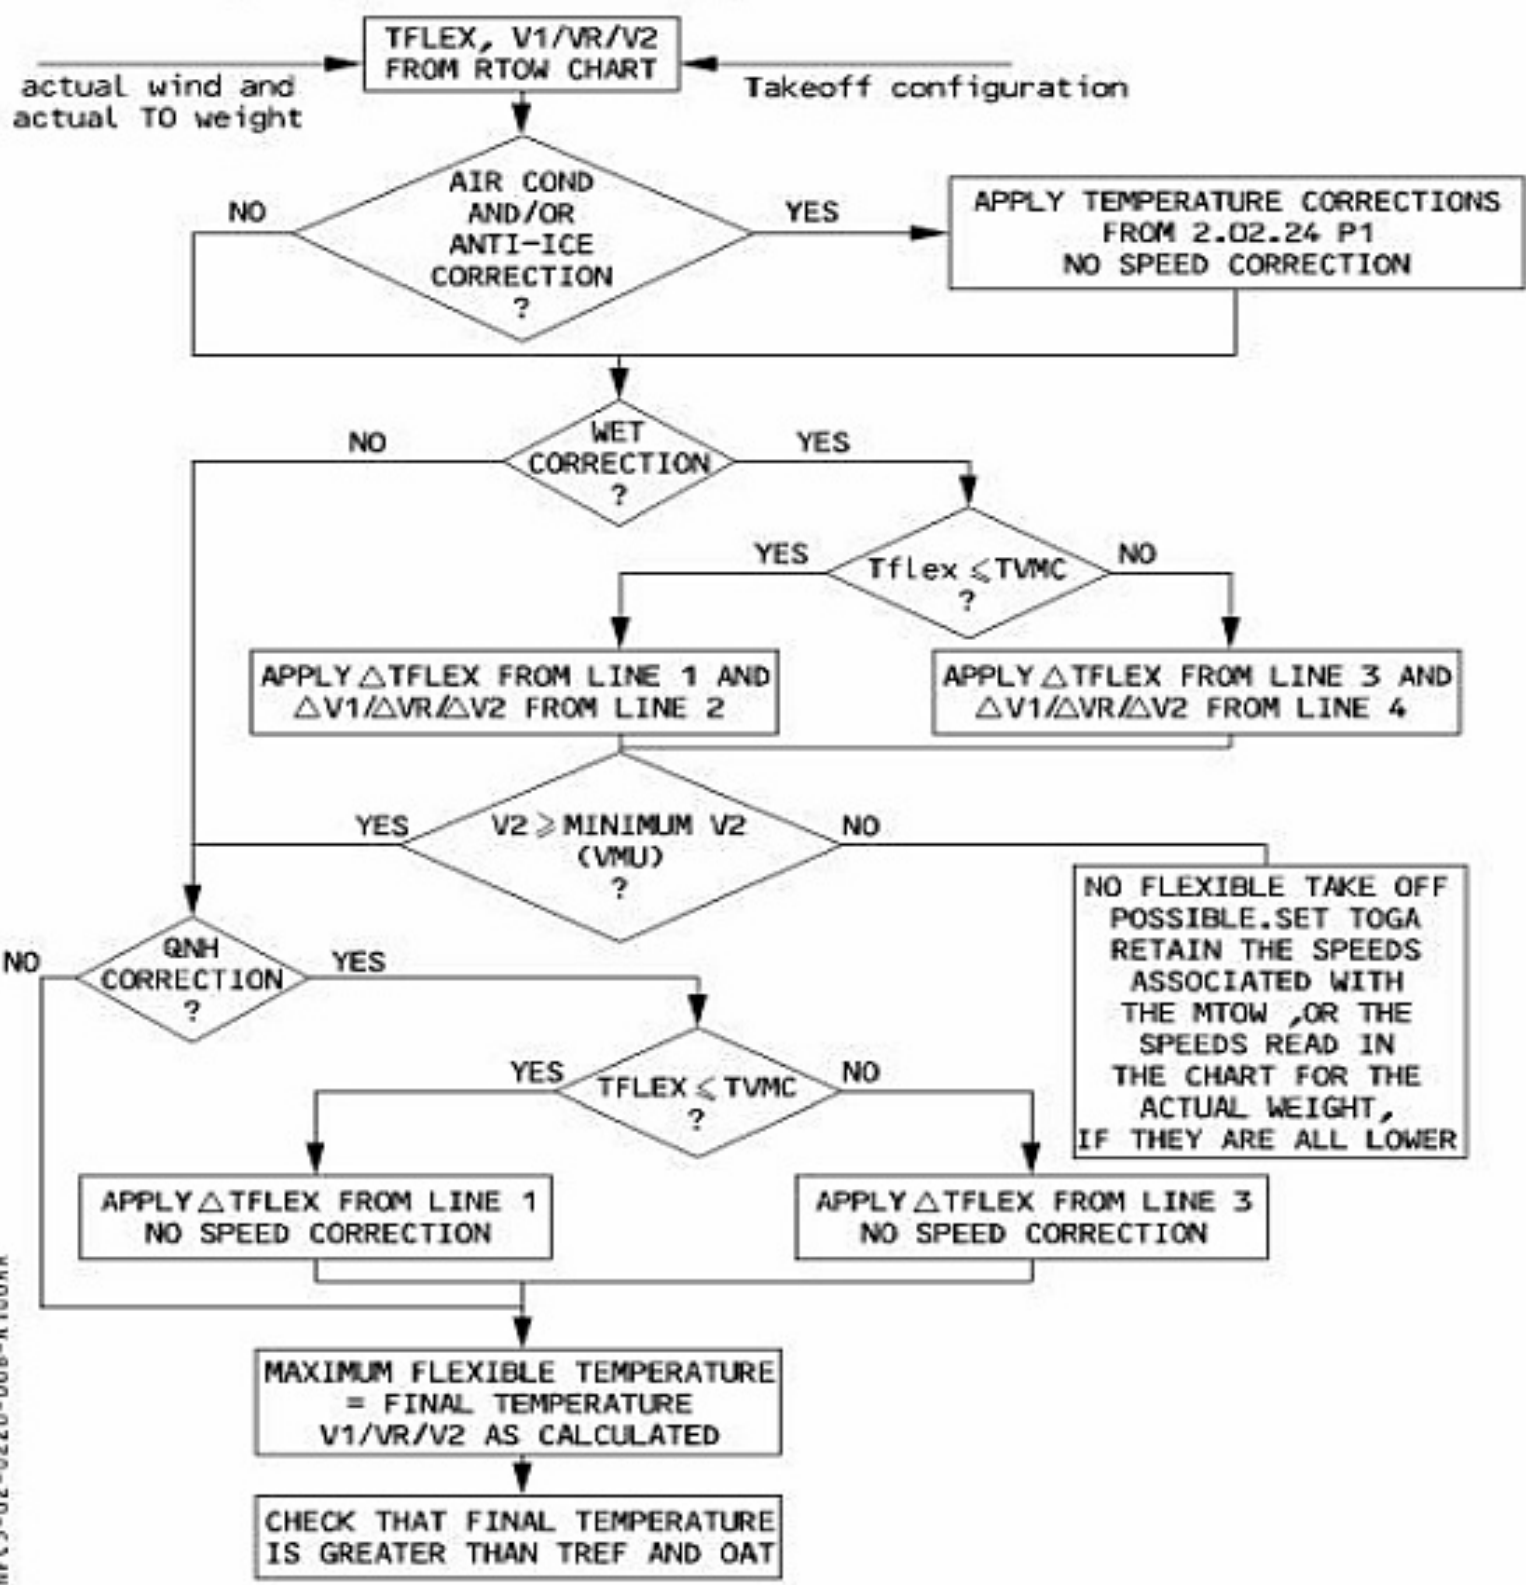 TFLEX, V1/VR/V2
FROM RTOW CHART
actual wind and
actual TO weight
Takeoff configuration
AIR COND
AND/OR
ANTI-ICE
CORRECTION
?
NO
YES
APPLY TEMPERATURE CORRECTIONS
FROM 2.02.24 P1
NO SPEED CORRECTION
WET
CORRECTION
?
NO
YES
Tflex ⩽TVMC
?
YES
NO
APPLY △TFLEX FROM LINE 1 AND
△V1/△VR/△V2 FROM LINE 2
APPLY △TFLEX FROM LINE 3 AND
△V1/△VR/△V2 FROM LINE 4
V2 ⩾ MINIMUM V2
(VMU)
?
YES
NO
NO FLEXIBLE TAKE OFF
POSSIBLE.SET TOGA
RETAIN THE SPEEDS
ASSOCIATED WITH
THE MTOW ,OR THE
SPEEDS READ IN
THE CHART FOR THE
ACTUAL WEIGHT,
IF THEY ARE ALL LOWER
QNH
CORRECTION
?
NO
YES
TFLEX ⩽ TVMC
?
YES
NO
APPLY △TFLEX FROM LINE 1
NO SPEED CORRECTION
APPLY △TFLEX FROM LINE 3
NO SPEED CORRECTION
MAXIMUM FLEXIBLE TEMPERATURE
= FINAL TEMPERATURE
V1/VR/V2 AS CALCULATED
CHECK THAT FINAL TEMPERATURE
IS GREATER THAN TREF AND OAT